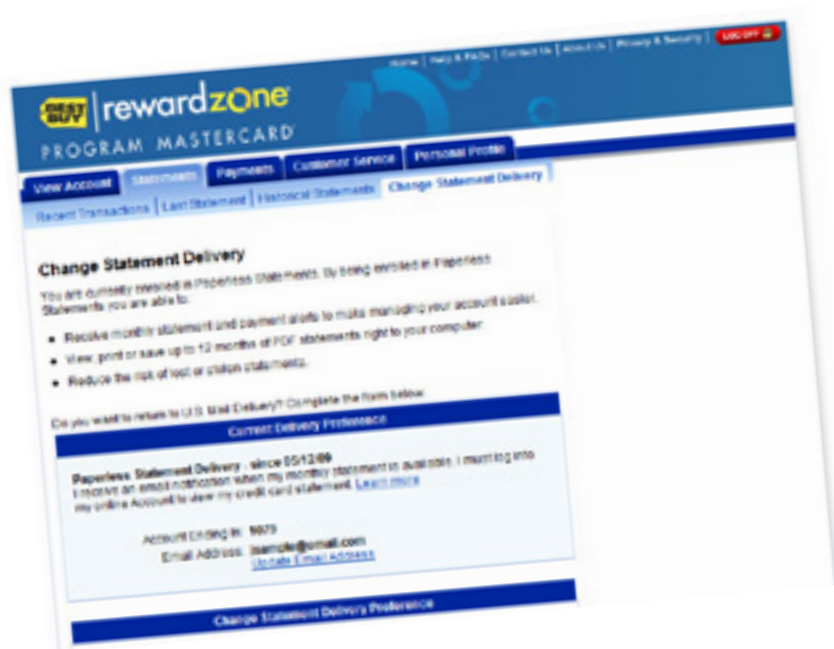 Home | Help & FAQs | Contact Us | About Us | Privacy & Security | LOG OFF
BEST BUY | rewardzone
PROGRAM MASTERCARD
View Account Statements Payments Customer Service Personal Profile
Recent Transactions | Last Statement | Historical Statements Change Statement Delivery
Change Statement Delivery
You are currently enrolled in Paperless Statements. By being enrolled in Paperless
Statements you are able to:
• Receive monthly statement and payment alerts to make managing your account easier.
• View, print or save up to 12 months of PDF statements right to your computer.
• Reduce the risk of lost or stolen statements.
Do you want to return to U.S. Mail Delivery? Complete the form below.
Current Delivery Preference
Paperless Statement Delivery - since 05/12/09
I receive an email notification when my monthly statement is available. I must log into
my online Account to view my credit card statement. Learn more
Account Ending in:
Email Address: jsample@email.com
Update Email Address
Change Statement Delivery Preference